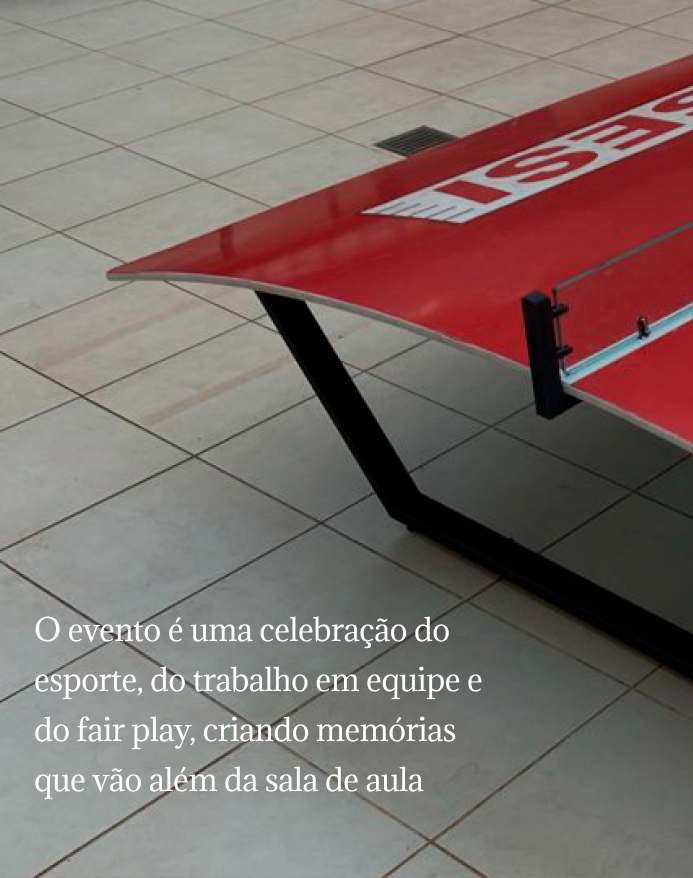 SESI
O evento é uma celebração do
esporte, do trabalho em equipe e
do fair play, criando memórias
que vão além da sala de aula